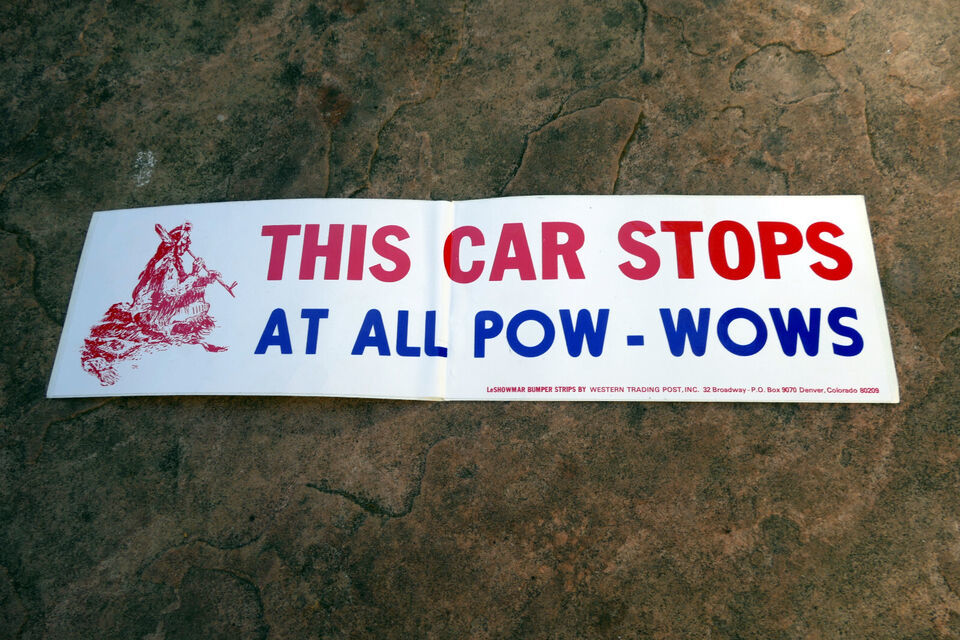 THIS CAR STOPS
AT ALL POW - WOWS
LeSHOWMAR BUMPER STRIPS BY WESTERN TRADING POST, INC. 32 Broadway - P.O. Box 9070 Denver, Colorado 80209